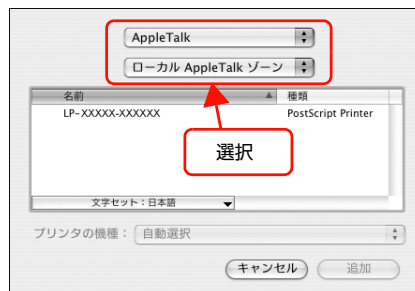 AppleTalk
ローカル AppleTalk ゾーン
名前 種類
LP-XXXXX-XXXXXX PostScript Printer
選択
文字セット：日本語
プリンタの機種： 自動選択
キャンセル 追加